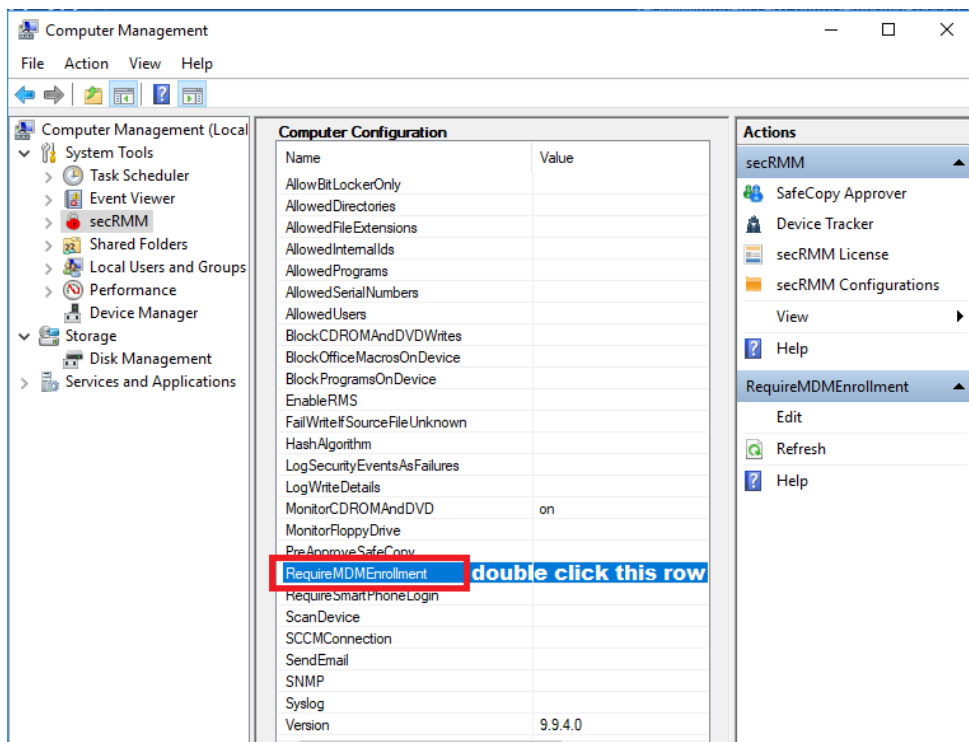 Computer Management
File Action View Help
Computer Management (Local
System Tools
Task Scheduler
Event Viewer
secRMM
Shared Folders
Local Users and Groups
Performance
Device Manager
Storage
Disk Management
Services and Applications
Computer Configuration
Name Value
AllowBitLockerOnly
AllowedDirectories
AllowedFileExtensions
AllowedInternalIds
AllowedPrograms
AllowedSerialNumbers
AllowedUsers
BlockCDROMAndDVDWrites
BlockOfficeMacrosOnDevice
BlockProgramsOnDevice
EnableRMS
FailWriteIfSourceFileUnknown
HashAlgorithm
LogSecurityEventsAsFailures
LogWriteDetails
MonitorCDROMAndDVD on
MonitorFloppyDrive
PreApproveSafeCopy
RequireMDMEnrollment double click this row
RequireSmartPhoneLogin
ScanDevice
SCCMConnection
SendEmail
SNMP
Syslog
Version 9.9.4.0
Actions
secRMM
SafeCopy Approver
Device Tracker
secRMM License
secRMM Configurations
View
Help
RequireMDMEnrollment
Edit
Refresh
Help